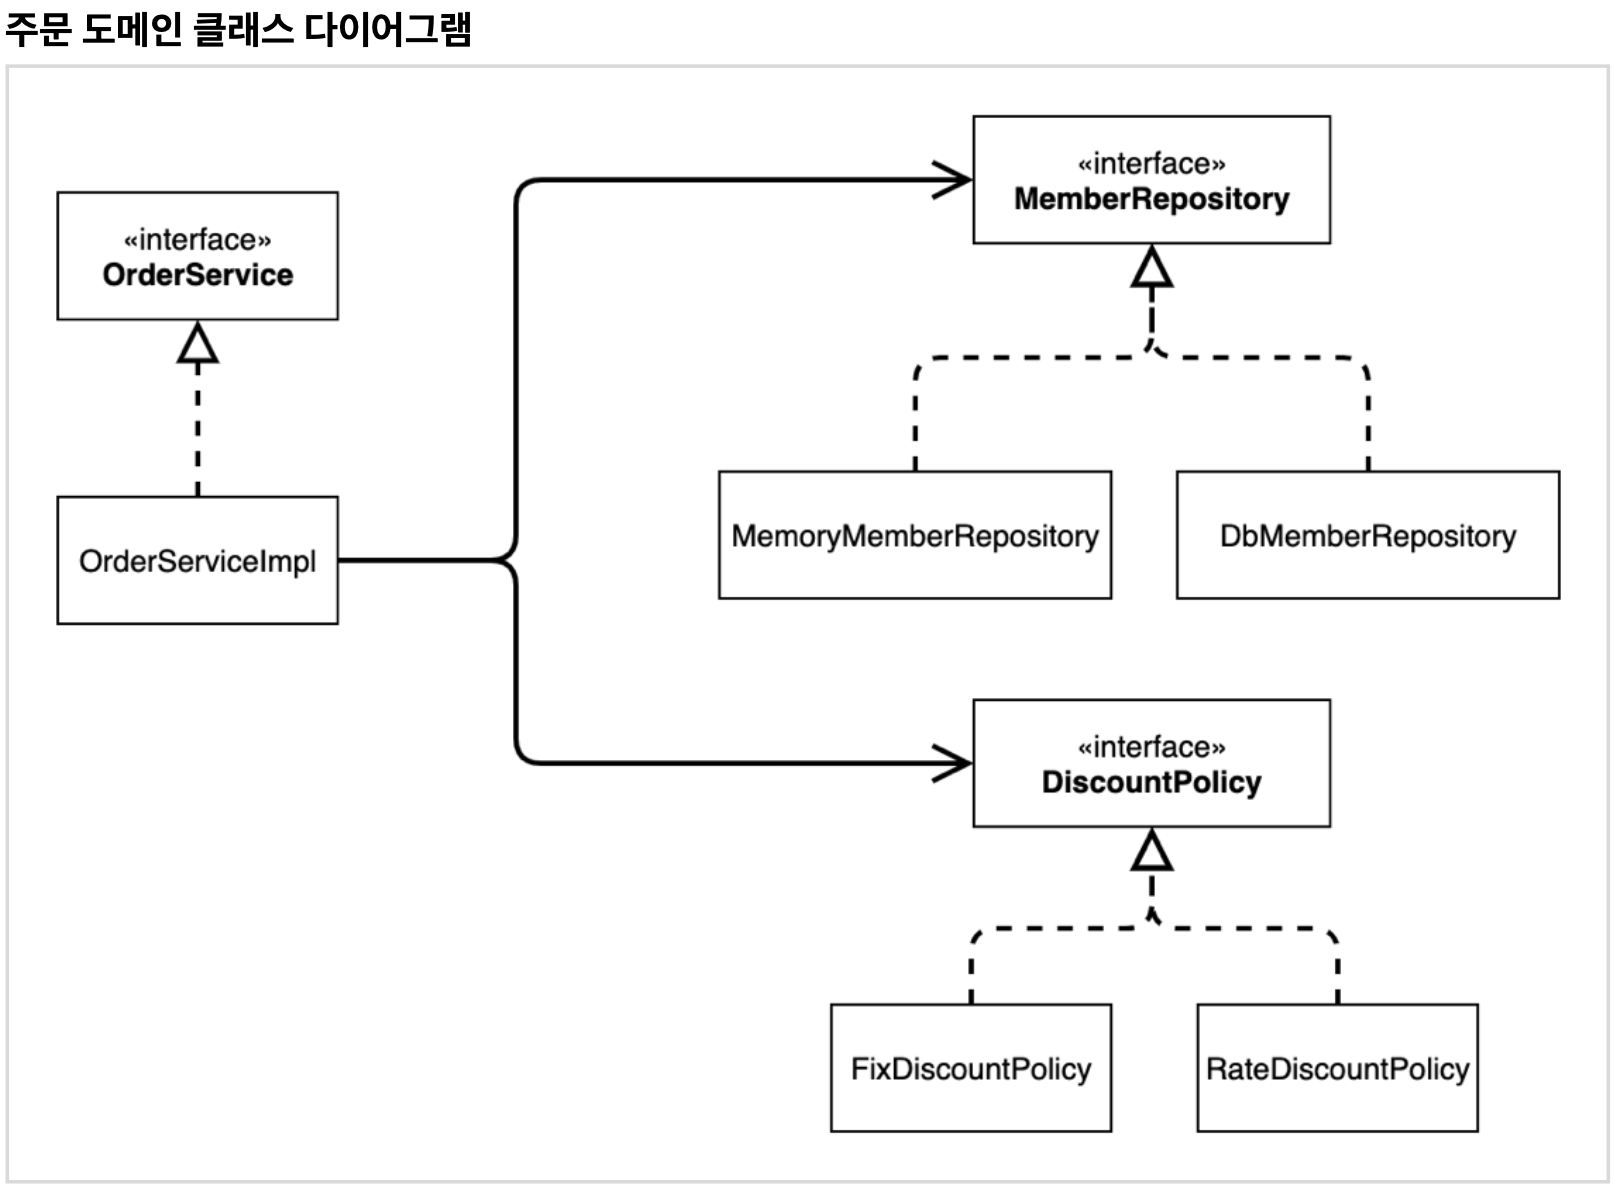 주문 도메인 클래스 다이어그램
«interface»
OrderService
OrderServiceImpl
«interface»
MemberRepository
MemoryMemberRepository
DbMemberRepository
«interface»
DiscountPolicy
FixDiscountPolicy
RateDiscountPolicy